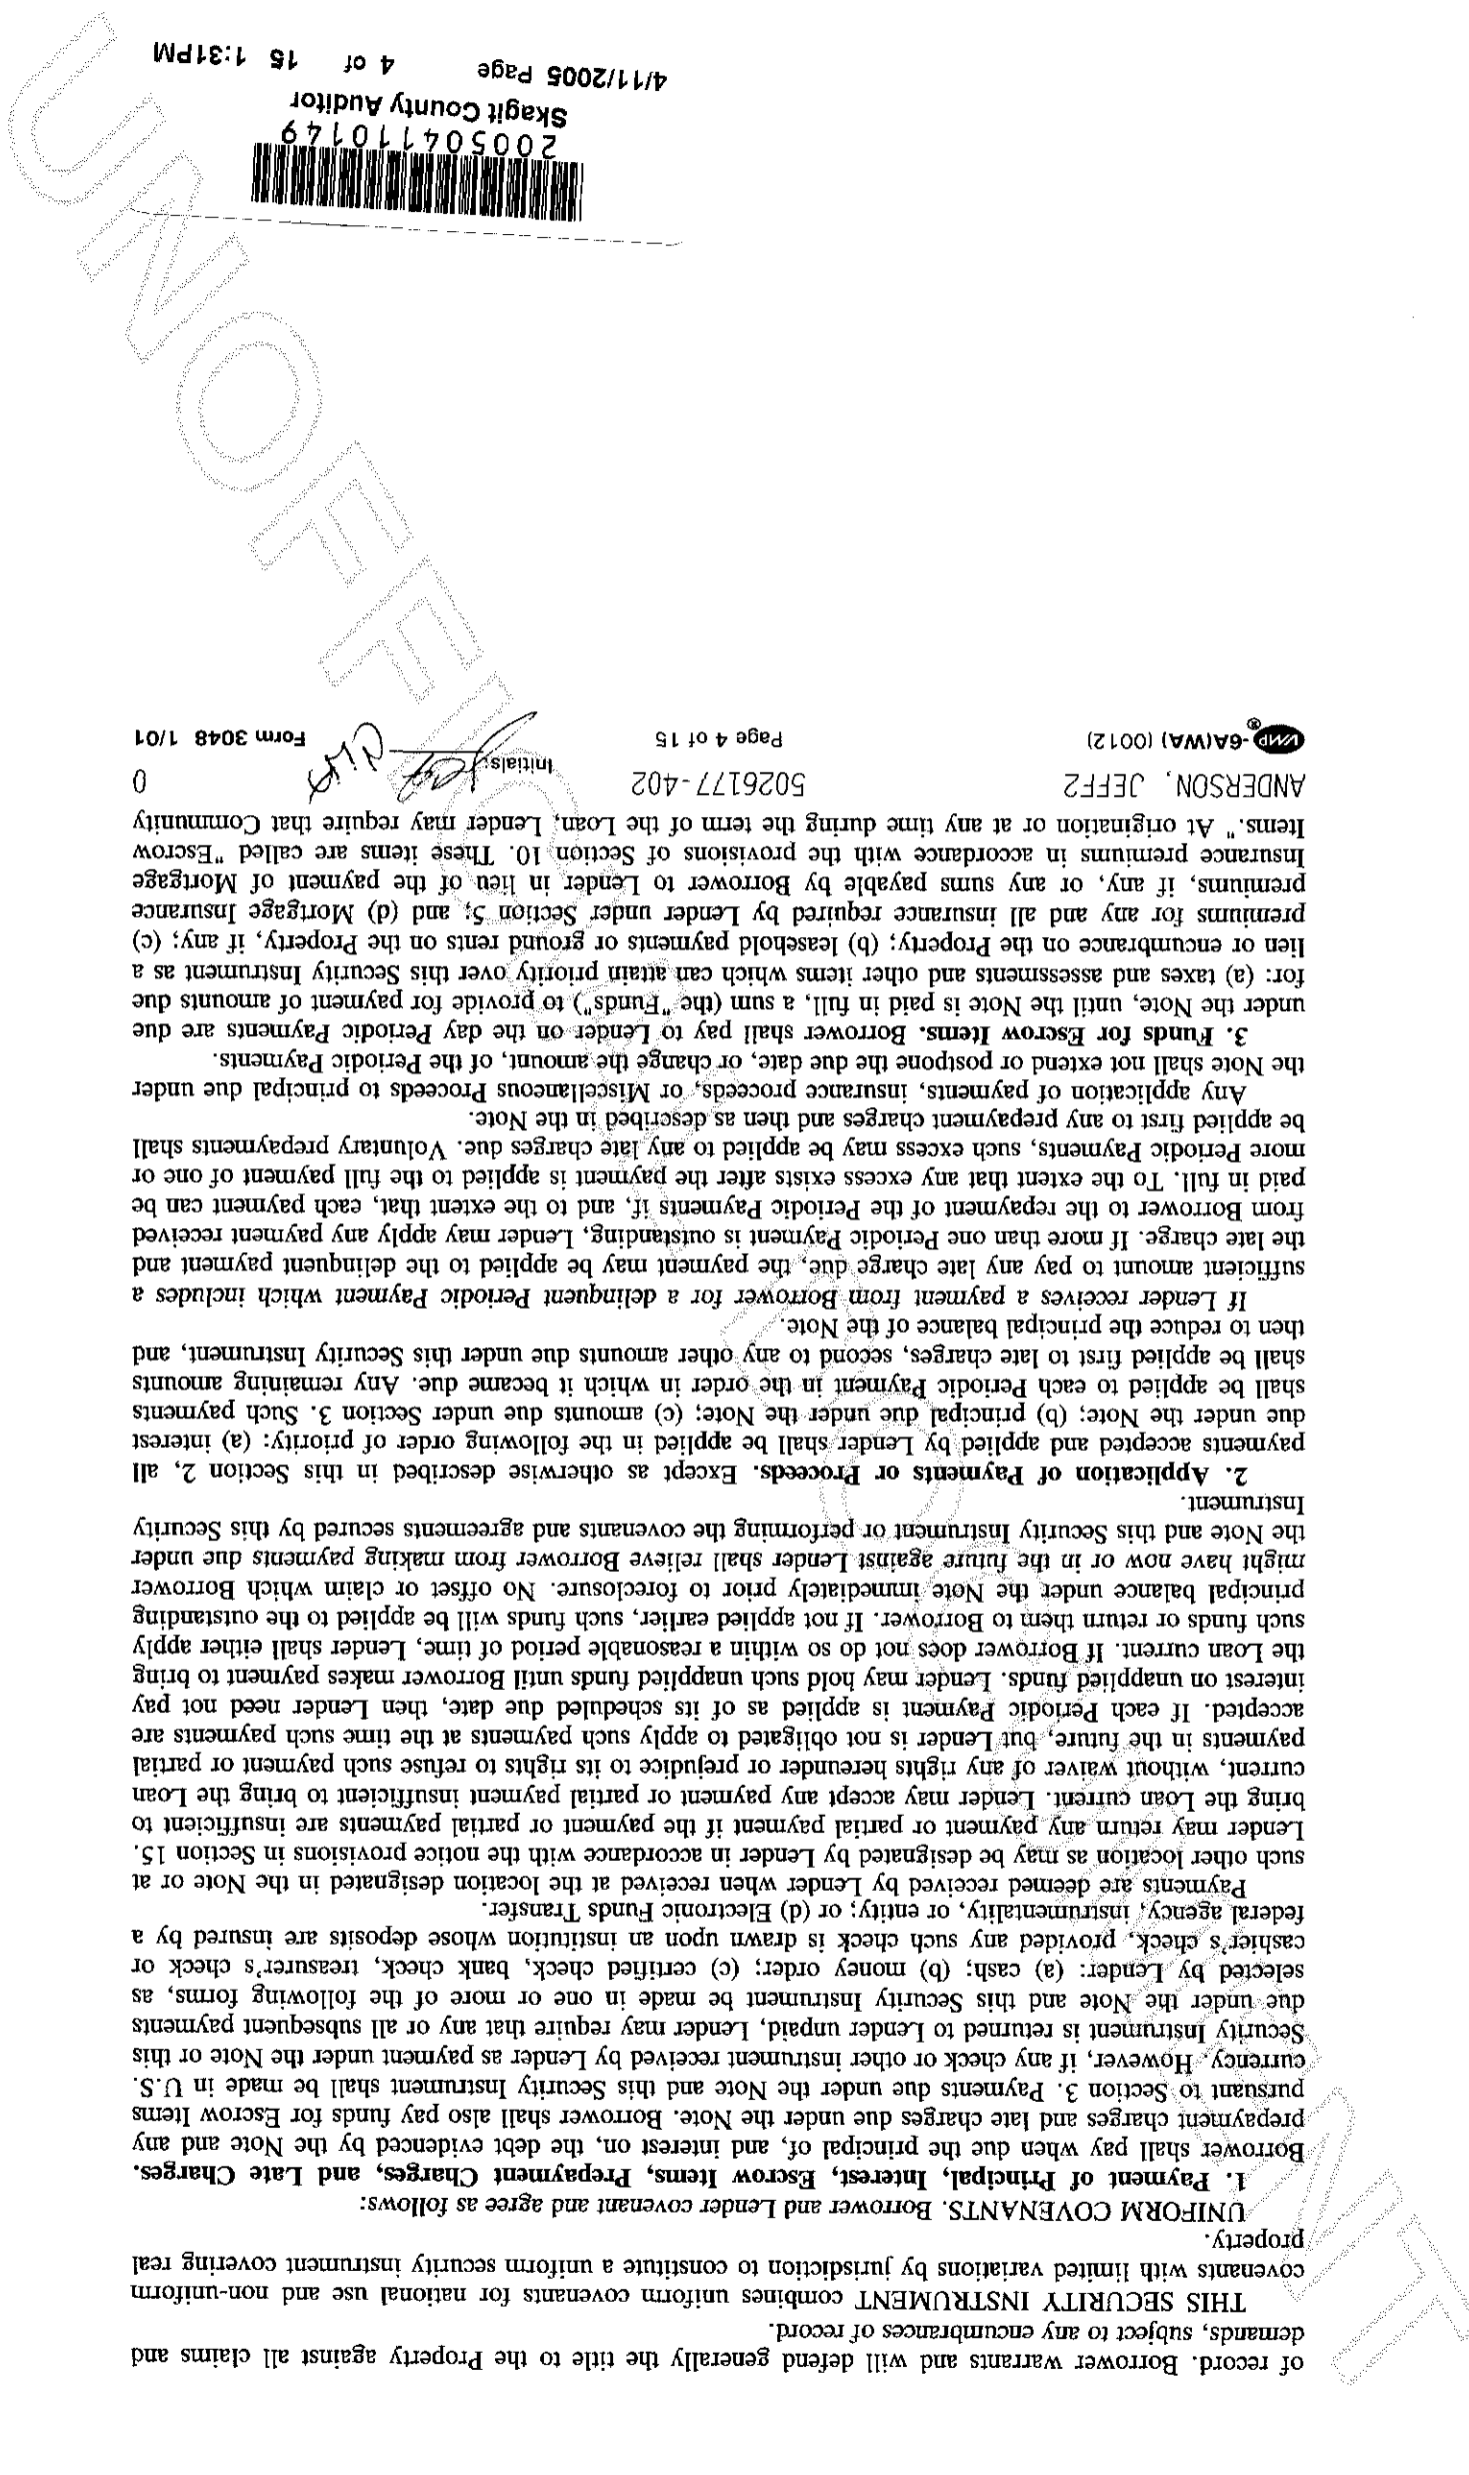 of record. Borrower warrants and will defend generally the title to the Property against all claims and
demands, subject to any encumbrances of record.
THIS SECURITY INSTRUMENT combines uniform covenants for national use and non-uniform
covenants with limited variations by jurisdiction to constitute a uniform security instrument covering real
property.
UNIFORM COVENANTS. Borrower and Lender covenant and agree as follows:
1. Payment of Principal, Interest, Escrow Items, Prepayment Charges, and Late Charges.
Borrower shall pay when due the principal of, and interest on, the debt evidenced by the Note and any
prepayment charges and late charges due under the Note. Borrower shall also pay funds for Escrow Items
pursuant to Section 3. Payments due under the Note and this Security Instrument shall be made in U.S.
currency. However, if any check or other instrument received by Lender as payment under the Note or this
Security Instrument is returned to Lender unpaid, Lender may require that any or all subsequent payments
due under the Note and this Security Instrument be made in one or more of the following forms, as
selected by Lender: (a) cash; (b) money order; (c) certified check, bank check, treasurer's check or
cashier's check, provided any such check is drawn upon an institution whose deposits are insured by a
federal agency, instrumentality, or entity; or (d) Electronic Funds Transfer.
Payments are deemed received by Lender when received at the location designated in the Note or at
such other location as may be designated by Lender in accordance with the notice provisions in Section 15.
Lender may return any payment or partial payment if the payment or partial payments are insufficient to
bring the Loan current. Lender may accept any payment or partial payment insufficient to bring the Loan
current, without waiver of any rights hereunder or prejudice to its rights to refuse such payment or partial
payments in the future, but Lender is not obligated to apply such payments at the time such payments are
accepted. If each Periodic Payment is applied as of its scheduled due date, then Lender need not pay
interest on unapplied funds. Lender may hold such unapplied funds until Borrower makes payment to bring
the Loan current. If Borrower does not do so within a reasonable period of time, Lender shall either apply
such funds or return them to Borrower. If not applied earlier, such funds will be applied to the outstanding
principal balance under the Note immediately prior to foreclosure. No offset or claim which Borrower
might have now or in the future against Lender shall relieve Borrower from making payments due under
the Note and this Security Instrument or performing the covenants and agreements secured by this Security
Instrument.
2. Application of Payments or Proceeds. Except as otherwise described in this Section 2, all
payments accepted and applied by Lender shall be applied in the following order of priority: (a) interest
due under the Note; (b) principal due under the Note; (c) amounts due under Section 3. Such payments
shall be applied to each Periodic Payment in the order in which it became due. Any remaining amounts
shall be applied first to late charges, second to any other amounts due under this Security Instrument, and
then to reduce the principal balance of the Note.
If Lender receives a payment from Borrower for a delinquent Periodic Payment which includes a
sufficient amount to pay any late charge due, the payment may be applied to the delinquent payment and
the late charge. If more than one Periodic Payment is outstanding, Lender may apply any payment received
from Borrower to the repayment of the Periodic Payments if, and to the extent that, each payment can be
paid in full. To the extent that any excess exists after the payment is applied to the full payment of one or
more Periodic Payments, such excess may be applied to any late charges due. Voluntary prepayments shall
be applied first to any prepayment charges and then as described in the Note.
Any application of payments, insurance proceeds, or Miscellaneous Proceeds to principal due under
the Note shall not extend or postpone the due date, or change the amount, of the Periodic Payments.
3. Funds for Escrow Items. Borrower shall pay to Lender on the day Periodic Payments are due
under the Note, until the Note is paid in full, a sum (the "Funds") to provide for payment of amounts due
for: (a) taxes and assessments and other items which can attain priority over this Security Instrument as a
lien or encumbrance on the Property; (b) leasehold payments or ground rents on the Property, if any; (c)
premiums for any and all insurance required by Lender under Section 5; and (d) Mortgage Insurance
premiums, if any, or any sums payable by Borrower to Lender in lieu of the payment of Mortgage
Insurance premiums in accordance with the provisions of Section 10. These items are called "Escrow
Items." At origination or at any time during the term of the Loan, Lender may require that Community
ANDERSON, JEFF2 5026177-402 0
Initials:
VMP®-6A(WA) (0012) Page 4 of 15 Form 3048 1/01
200504110149
Skagit County Auditor
4/11/2005 Page 4 of 15 1:31PM
UNOFFICIAL DOCUMENT